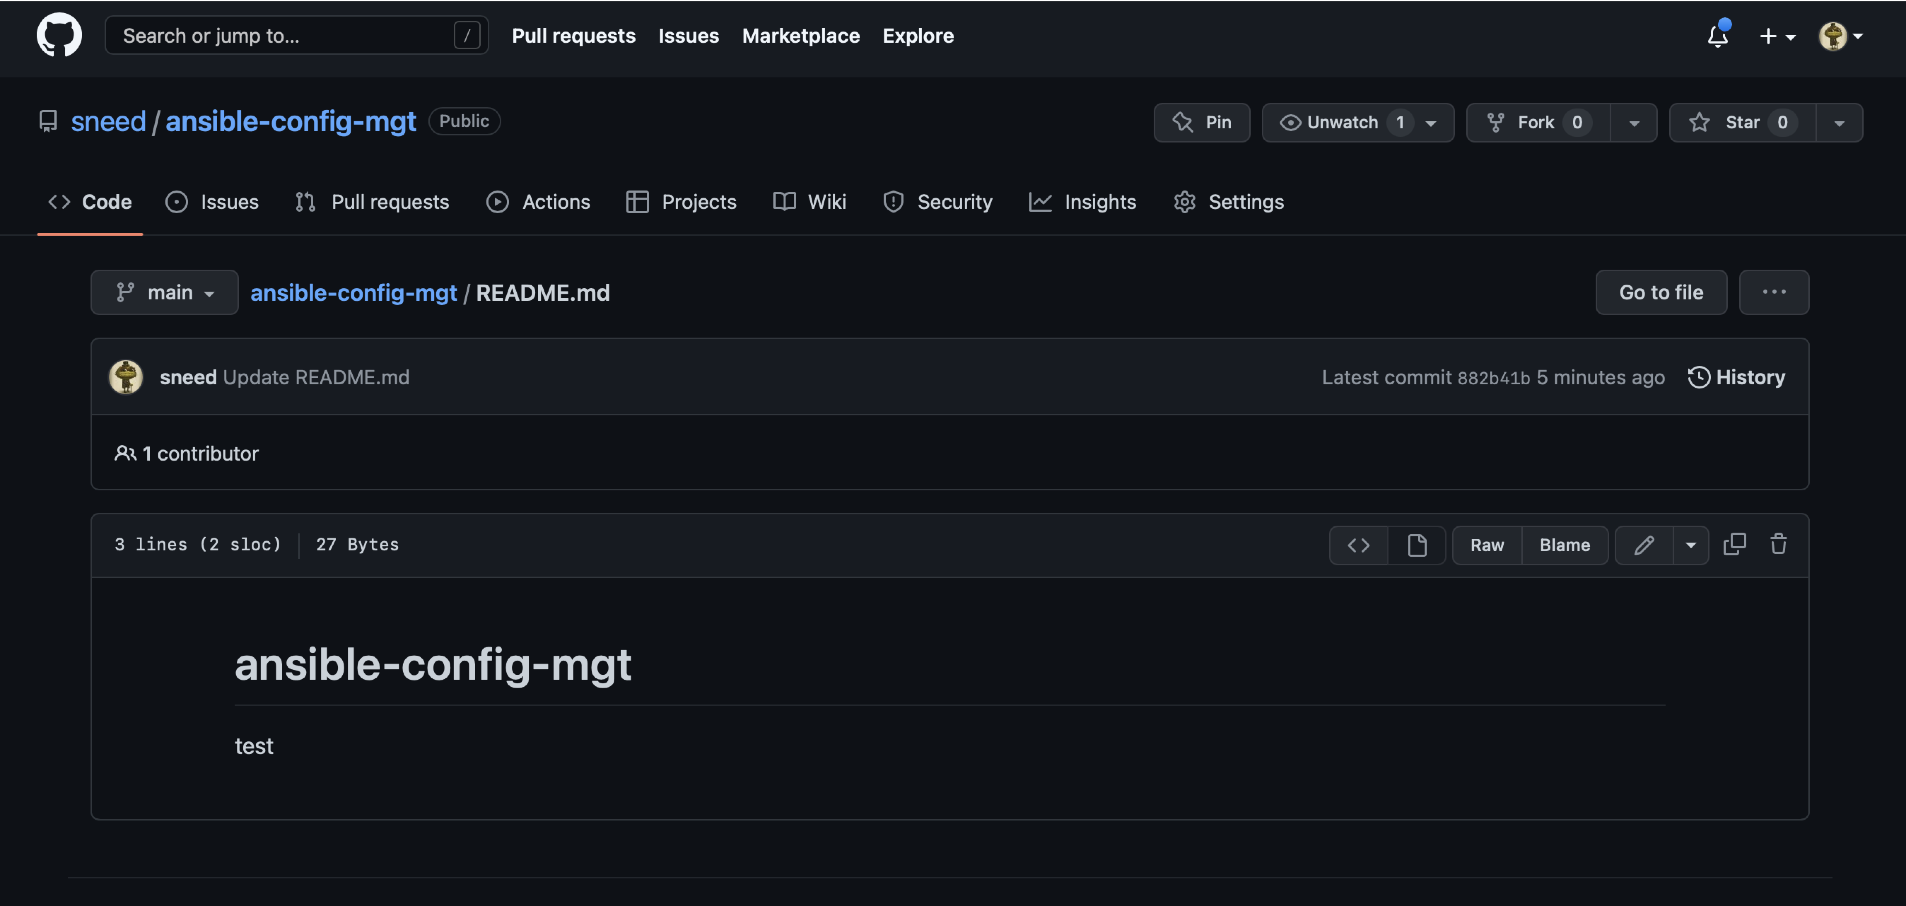 Search or jump to... / Pull requests Issues Marketplace Explore
sneed / ansible-config-mgt Public Pin Unwatch 1 Fork 0 Star 0
Code Issues Pull requests Actions Projects Wiki Security Insights Settings
main ansible-config-mgt / README.md Go to file ...
sneed Update README.md Latest commit 882b41b 5 minutes ago History
1 contributor
3 lines (2 sloc) 27 Bytes <> Raw Blame
ansible-config-mgt
test